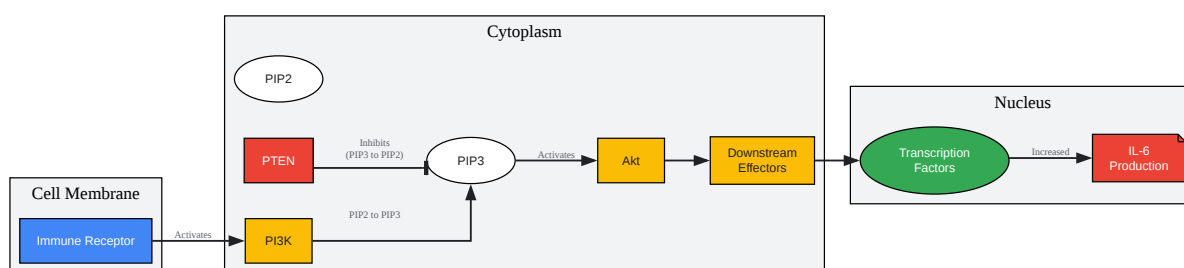 Cytoplasm
PIP2
Nucleus
PTEN
Inhibits
(PIP3 to PIP2)
PIP3
Activates
Akt
Downstream
Effectors
Transcription
Factors
Increased
IL-6
Production
Cell Membrane
Immune Receptor
Activates
PI3K
PIP2 to PIP3